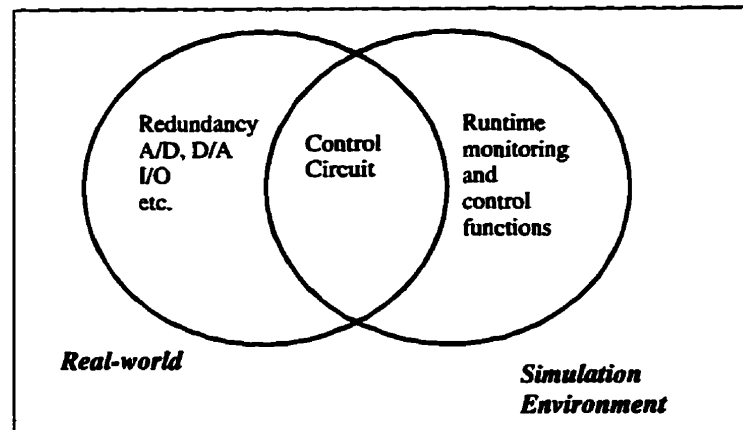 Redundancy
A/D, D/A
I/O
etc.
Control
Circuit
Runtime
monitoring
and
control
functions
Real-world
Simulation
Environment